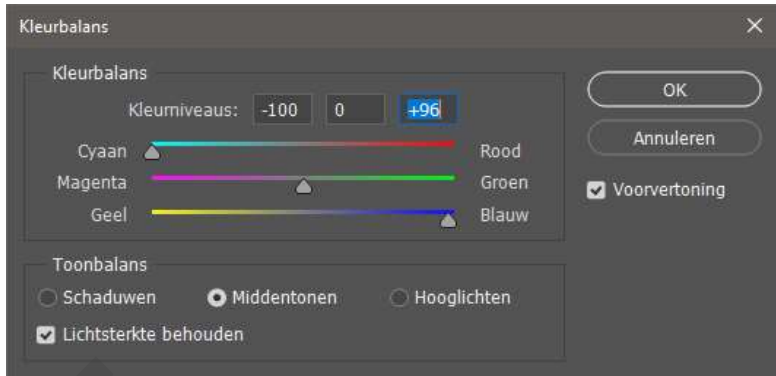 Kleurbalans
Kleurbalans
Kleurniveaus: -100 0 +96
Cyaan Rood
Magenta Groen
Geel Blauw
Toonbalans
Schaduwen Middentonen Hooglichten
Lichtsterkte behouden
OK
Annuleren
Voorvertoning